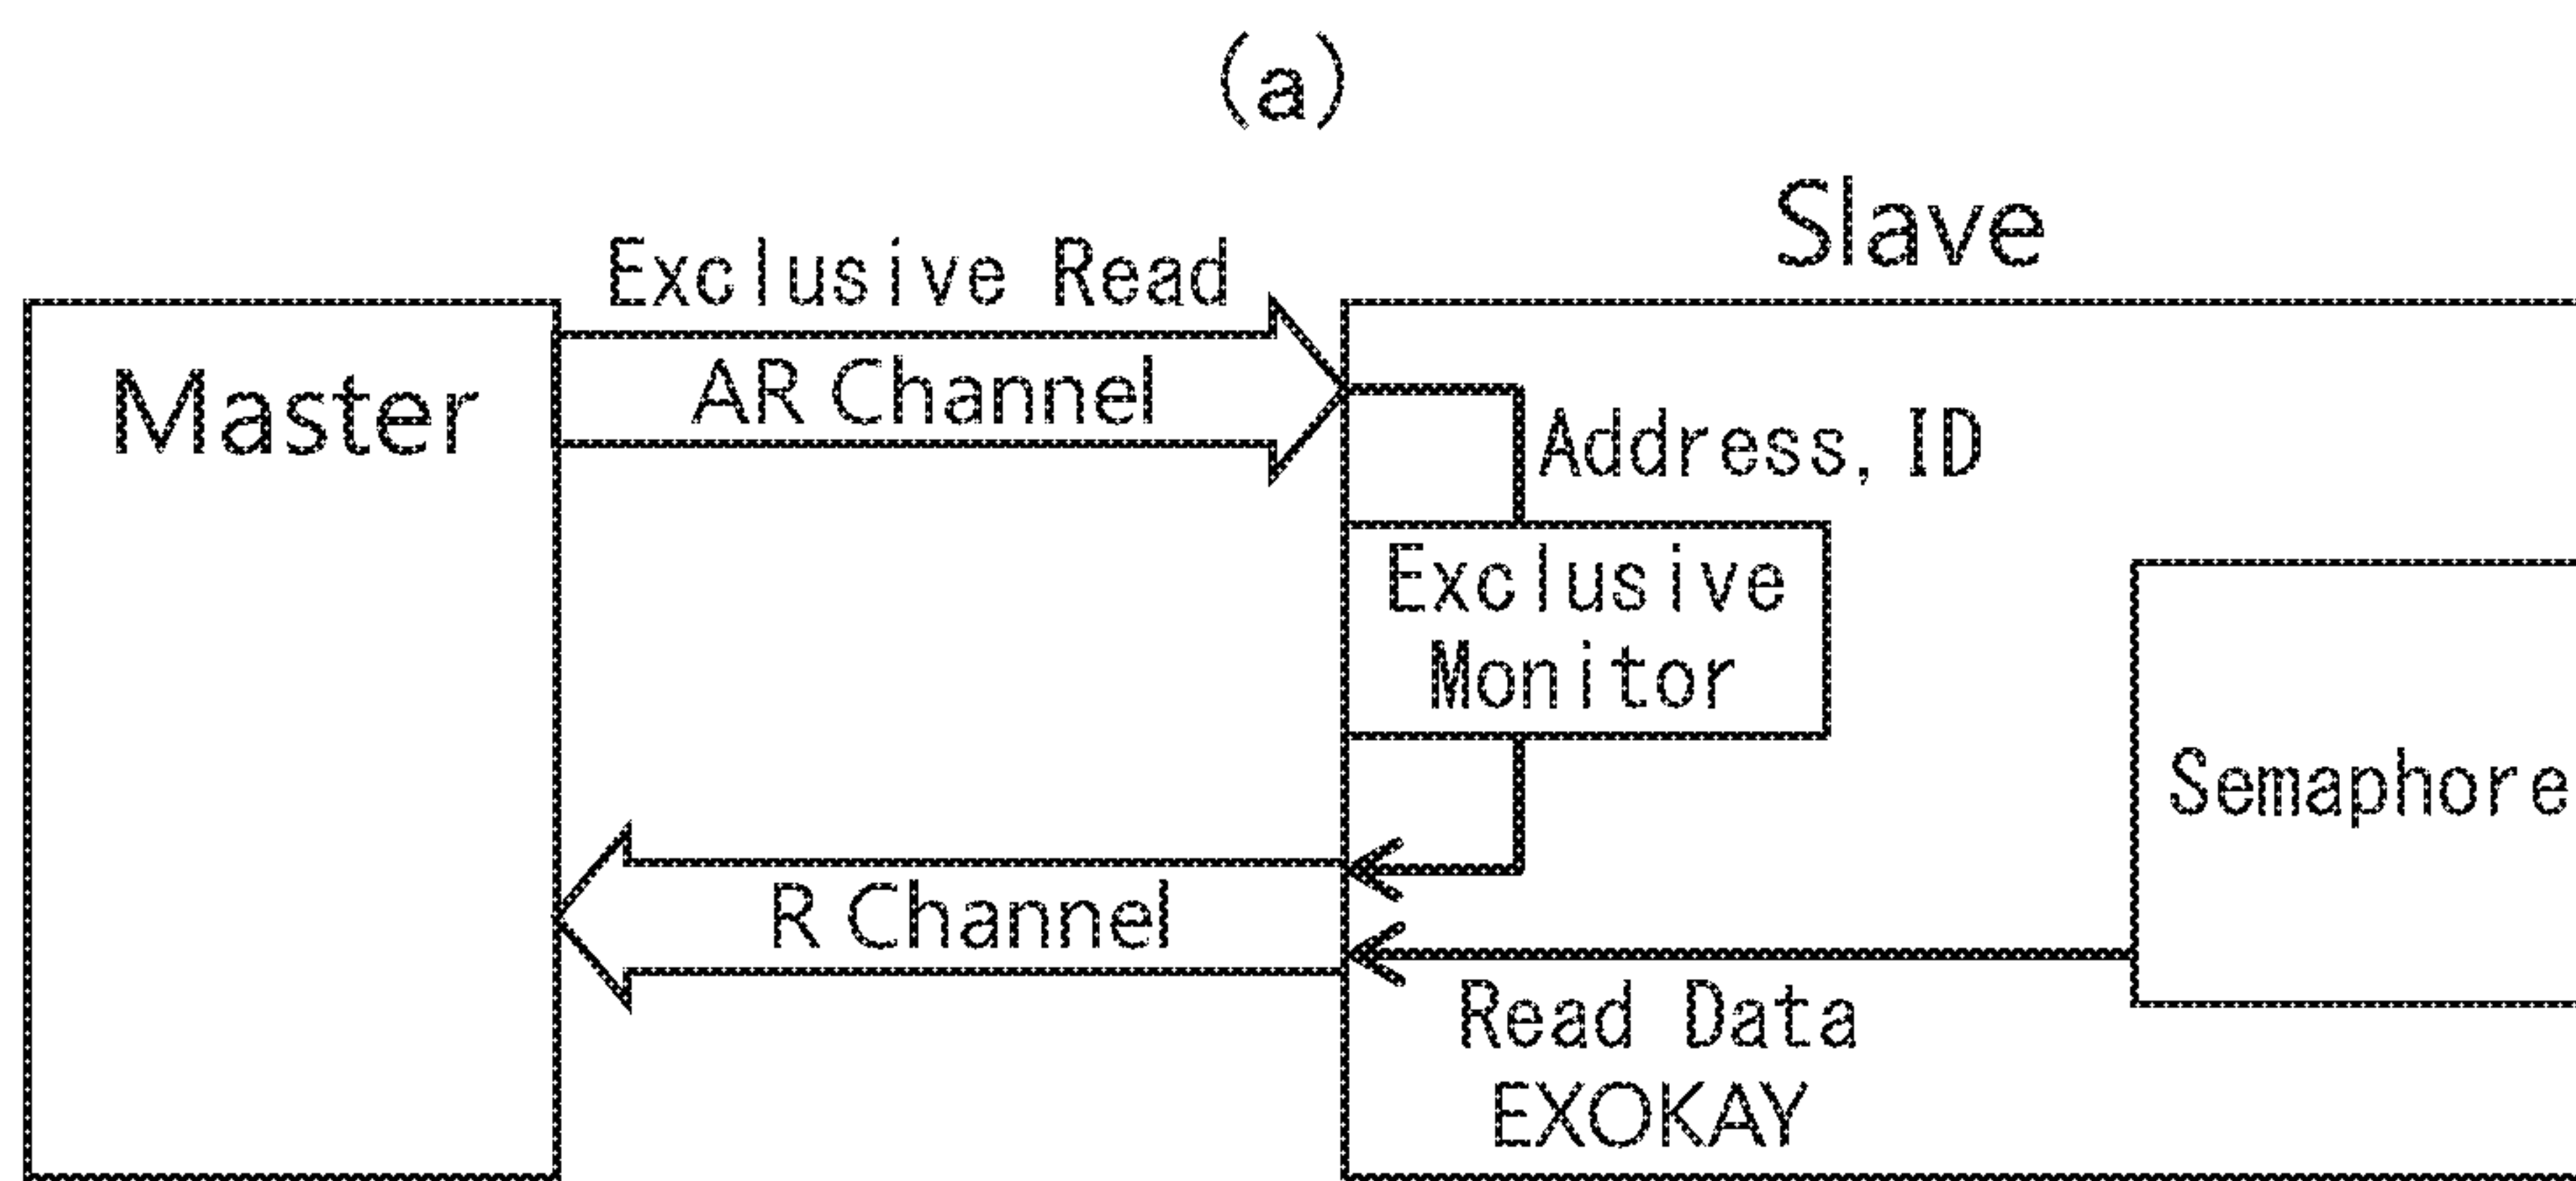 (a)
Slave
Exclusive Read
Master
AR Channel
Address, ID
Exclusive
Monitor
Semaphore
R Channel
Read Data
EXOKAY